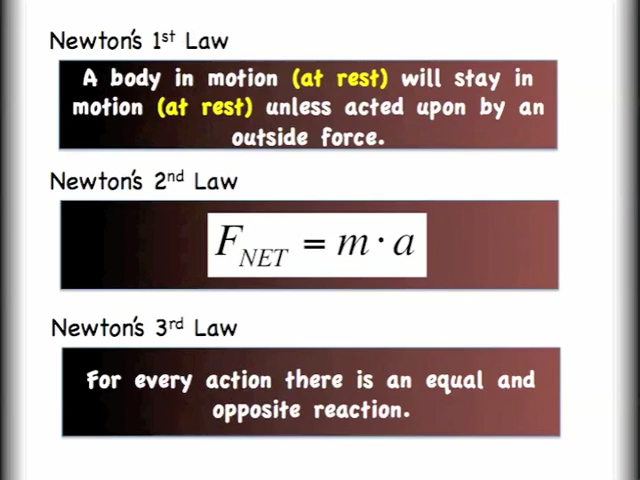 Newton's 1st Law
A body in motion (at rest) will stay in
motion (at rest) unless acted upon by an
outside force.
Newton's 2nd Law
F_NET = m · a
Newton's 3rd Law
For every action there is an equal and
opposite reaction.